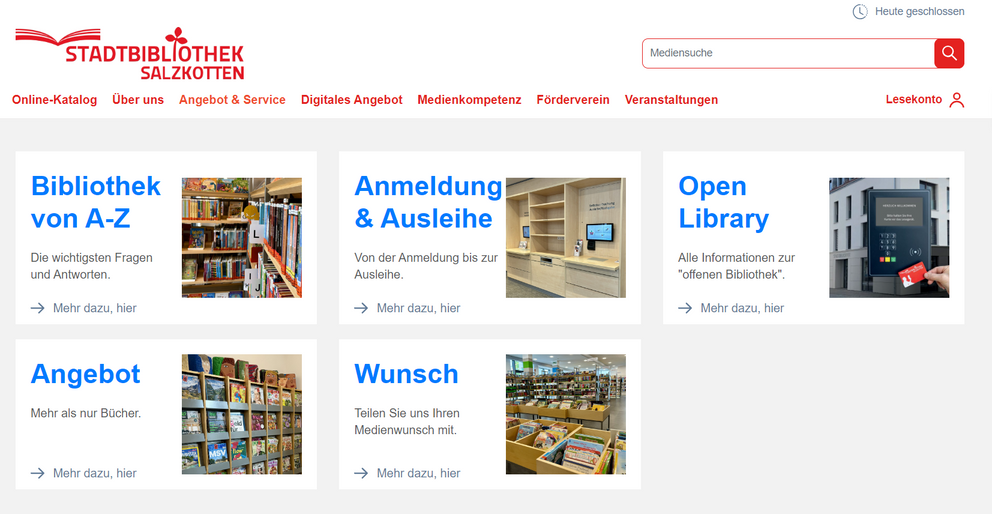 Heute geschlossen
STADTBIBLIOTHEK
SALZKOTTEN
Mediensuche
Online-Katalog Über uns Angebot & Service Digitales Angebot Medienkompetenz Förderverein Veranstaltungen Lesekonto
Bibliothek
von A-Z
Die wichtigsten Fragen
und Antworten.
Mehr dazu, hier
L
J
Anmeldung
& Ausleihe
Von der Anmeldung bis zur
Ausleihe.
Mehr dazu, hier
Open
Library
Alle Informationen zur
"offenen Bibliothek".
Mehr dazu, hier
Angebot
Mehr als nur Bücher.
Mehr dazu, hier
MSV
Wunsch
Teilen Sie uns Ihren
Medienwunsch mit.
Mehr dazu, hier